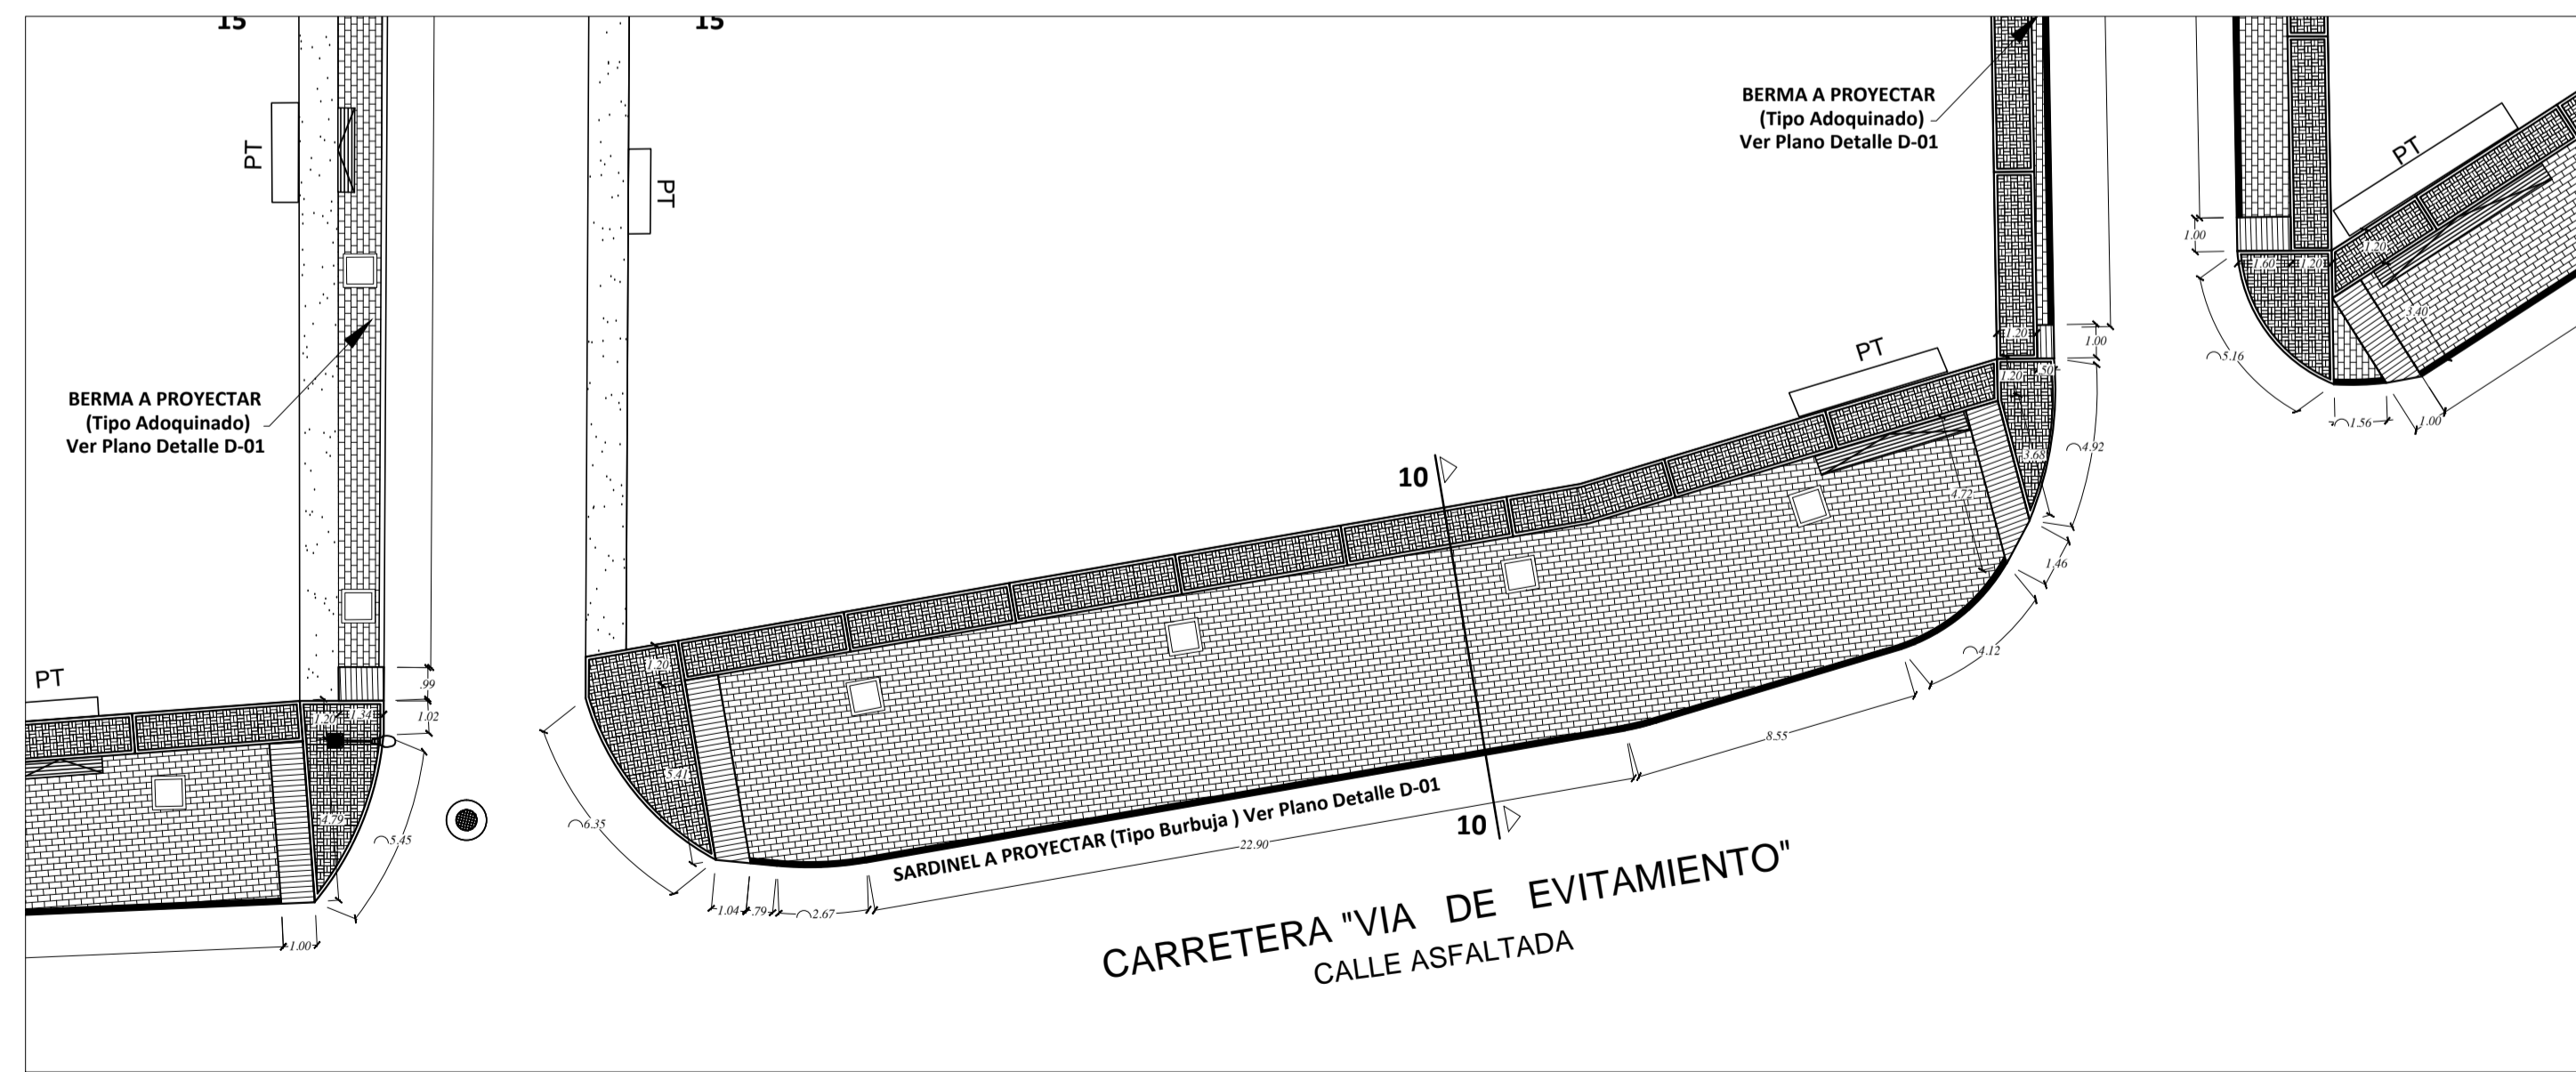 15
15
PT
PT
BERMA A PROYECTAR
(Tipo Adoquinado)
Ver Plano Detalle D-01
BERMA A PROYECTAR
(Tipo Adoquinado)
Ver Plano Detalle D-01
PT
1.00
1.60
1.20
1.20
3.40
5.16
1.56
1.00
PT
1.20
1.00
1.20
.50
4.92
3.68
4.72
1.46
4.12
8.55
10
10
PT
.99
1.02
1.20
1.34
4.79
5.45
1.00
1.20
5.41
6.35
1.04
.79
2.67
22.90
SARDINEL A PROYECTAR (Tipo Burbuja ) Ver Plano Detalle D-01
CARRETERA "VIA DE EVITAMIENTO"
CALLE ASFALTADA